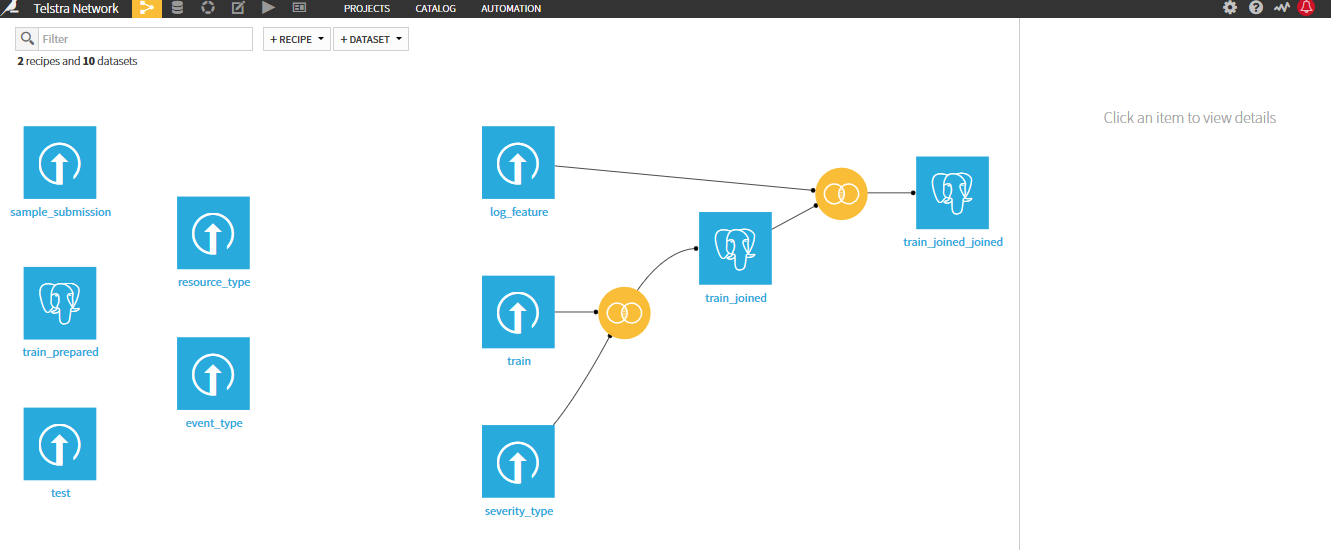 Telstra Network PROJECTS CATALOG AUTOMATION
Filter + RECIPE + DATASET
2 recipes and 10 datasets
Click an item to view details
sample_submission
log_feature
train_joined_joined
resource_type
train_joined
train_prepared
train
event_type
test
severity_type